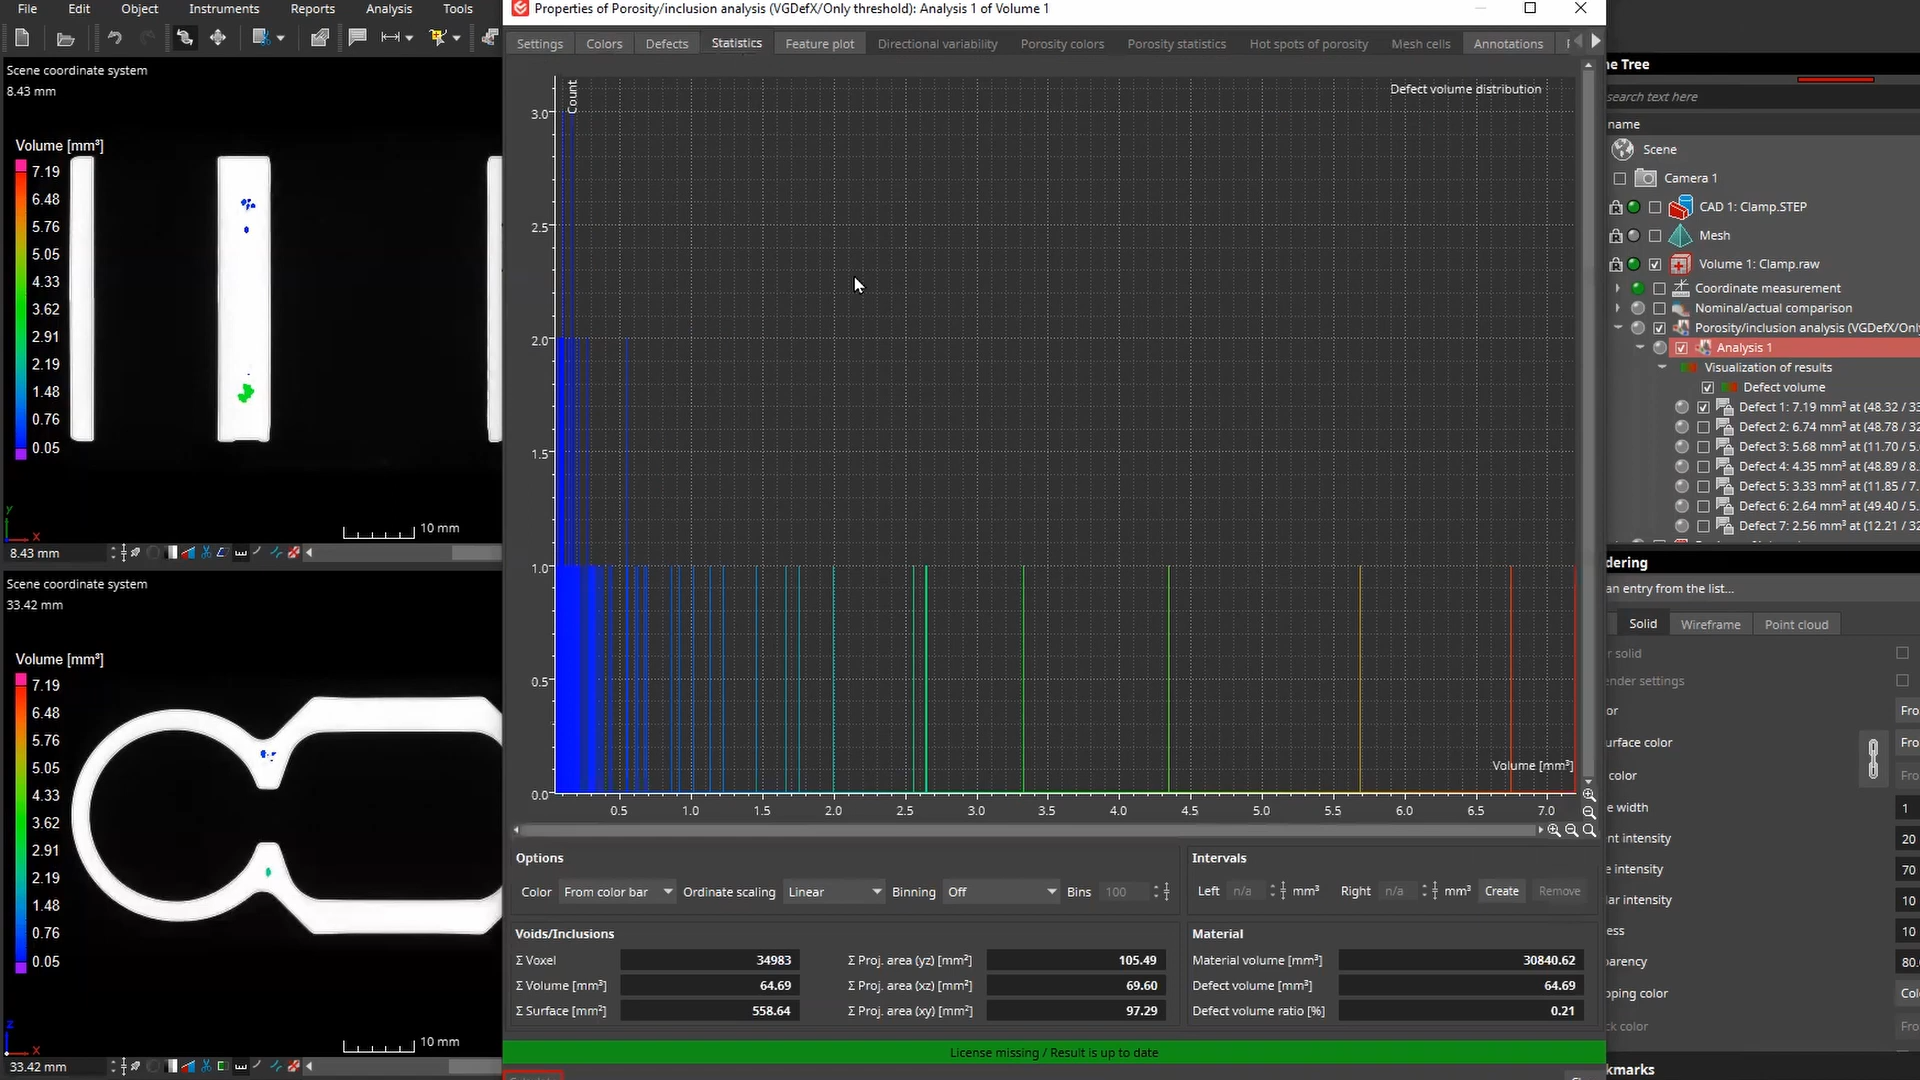 File Edit Object Instruments Reports Analysis Tools
Properties of Porosity/inclusion analysis (VGDefX/Only threshold): Analysis 1 of Volume 1
Settings Colors Defects Statistics Feature plot Directional variability Porosity colors Porosity statistics Hot spots of porosity Mesh cells Annotations
Scene coordinate system
8.43 mm
Volume [mm³]
7.19
6.48
5.76
5.05
4.33
3.62
2.91
2.19
1.48
0.76
0.05
y
x
10 mm
8.43 mm
Scene coordinate system
33.42 mm
Volume [mm³]
7.19
6.48
5.76
5.05
4.33
3.62
2.91
2.19
1.48
0.76
0.05
z
x
10 mm
33.42 mm
Count
Defect volume distribution
3.0
2.5
2.0
1.5
1.0
0.5
0.0
Volume [mm³]
0.5 1.0 1.5 2.0 2.5 3.0 3.5 4.0 4.5 5.0 5.5 6.0 6.5 7.0
Options
Color From color bar Ordinate scaling Linear Binning Off Bins 100
Intervals
Left n/a mm³ Right n/a mm³ Create Remove
Voids/Inclusions
Σ Voxel 34983 Σ Proj. area (yz) [mm²] 105.49
Σ Volume [mm³] 64.69 Σ Proj. area (xz) [mm²] 69.60
Σ Surface [mm²] 558.64 Σ Proj. area (xy) [mm²] 97.29
Material
Material volume [mm³] 30840.62
Defect volume [mm³] 64.69
Defect volume ratio [%] 0.21
License missing / Result is up to date
ne Tree
search text here
name
Scene
Camera 1
CAD 1: Clamp.STEP
Mesh
Volume 1: Clamp.raw
Coordinate measurement
Nominal/actual comparison
Porosity/inclusion analysis (VGDefX/Only
Analysis 1
Visualization of results
Defect volume
Defect 1: 7.19 mm³ at (48.32 / 33
Defect 2: 6.74 mm³ at (48.78 / 32
Defect 3: 5.68 mm³ at (11.70 / 5.
Defect 4: 4.35 mm³ at (48.89 / 8.
Defect 5: 3.33 mm³ at (11.85 / 7.
Defect 6: 2.64 mm³ at (49.40 / 5.
Defect 7: 2.56 mm³ at (12.21 / 32
dering
an entry from the list...
Solid Wireframe Point cloud
r solid
ender settings
or Fro
urface color Fro
color Fro
e width 1
ent intensity 20
e intensity 70
lar intensity 10
ess 10
parency 80.
pping color Col
ck color Fro
kmarks